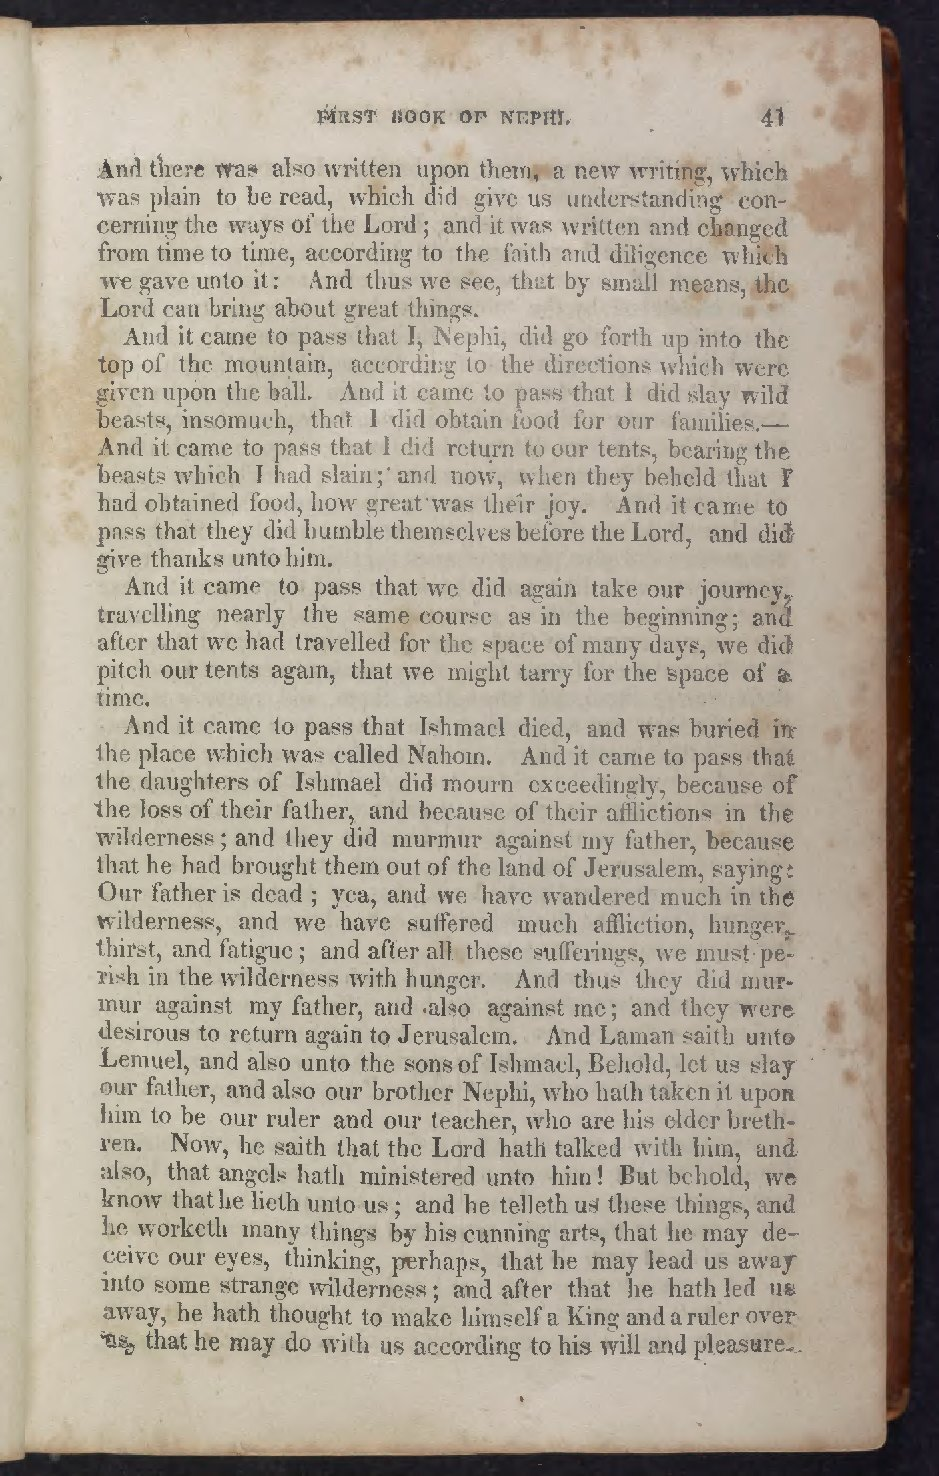 FIRST BOOK OF NEPHI. 41
And there was also written upon them, a new writing, which
was plain to be read, which did give us understanding con-
cerning the ways of the Lord; and it was written and changed
from time to time, according to the faith and diligence which
we gave unto it: And thus we see, that by small means, the
Lord can bring about great things.
And it came to pass that I, Nephi, did go forth up into the
top of the mountain, according to the directions which were
given upon the ball. And it came to pass that I did slay wild
beasts, insomuch, that I did obtain food for our families.—
And it came to pass that I did return to our tents, bearing the
beasts which I had slain; and now, when they beheld that I
had obtained food, how great was their joy. And it came to
pass that they did humble themselves before the Lord, and did
give thanks unto him.
And it came to pass that we did again take our journey,
travelling nearly the same course as in the beginning; and
after that we had travelled for the space of many days, we did
pitch our tents again, that we might tarry for the space of a
time.
And it came to pass that Ishmael died, and was buried in
the place which was called Nahom. And it came to pass that
the daughters of Ishmael did mourn exceedingly, because of
the loss of their father, and because of their afflictions in the
wilderness; and they did murmur against my father, because
that he had brought them out of the land of Jerusalem, saying:
Our father is dead; yea, and we have wandered much in the
wilderness, and we have suffered much affliction, hunger,
thirst, and fatigue; and after all these sufferings, we must pe-
rish in the wilderness with hunger. And thus they did mur-
mur against my father, and also against me; and they were
desirous to return again to Jerusalem. And Laman saith unto
Lemuel, and also unto the sons of Ishmael, Behold, let us slay
our father, and also our brother Nephi, who hath taken it upon
him to be our ruler and our teacher, who are his elder breth-
ren. Now, he saith that the Lord hath talked with him, and
also, that angels hath ministered unto him! But behold, we
know that he lieth unto us; and he telleth us these things, and
he worketh many things by his cunning arts, that he may de-
ceive our eyes, thinking, perhaps, that he may lead us away
into some strange wilderness; and after that he hath led us
away, he hath thought to make himself a King and a ruler over
us, that he may do with us according to his will and pleasure.